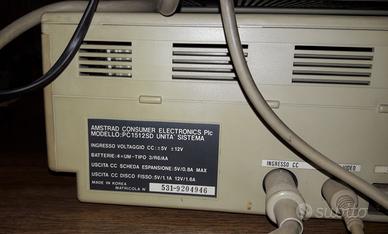 AMSTRAD CONSUMER ELECTRONICS Plc
MODELLO: PC1512SD UNITA' SISTEMA
INGRESSO VOLTAGGIO CC: ±5V ±12V
BATTERIE: 4×UM-TIPO 3/R6/AA
USCITA CC SCHEDA ESPANSIONE: 5V/0.8A MAX
USCITA CC DISCO FISSO: 5V/1.1A 12V/1.6A
MADE IN KOREA
MATRICOLA N° 531-9204946
INGRESSO CC
VIDEO
subito